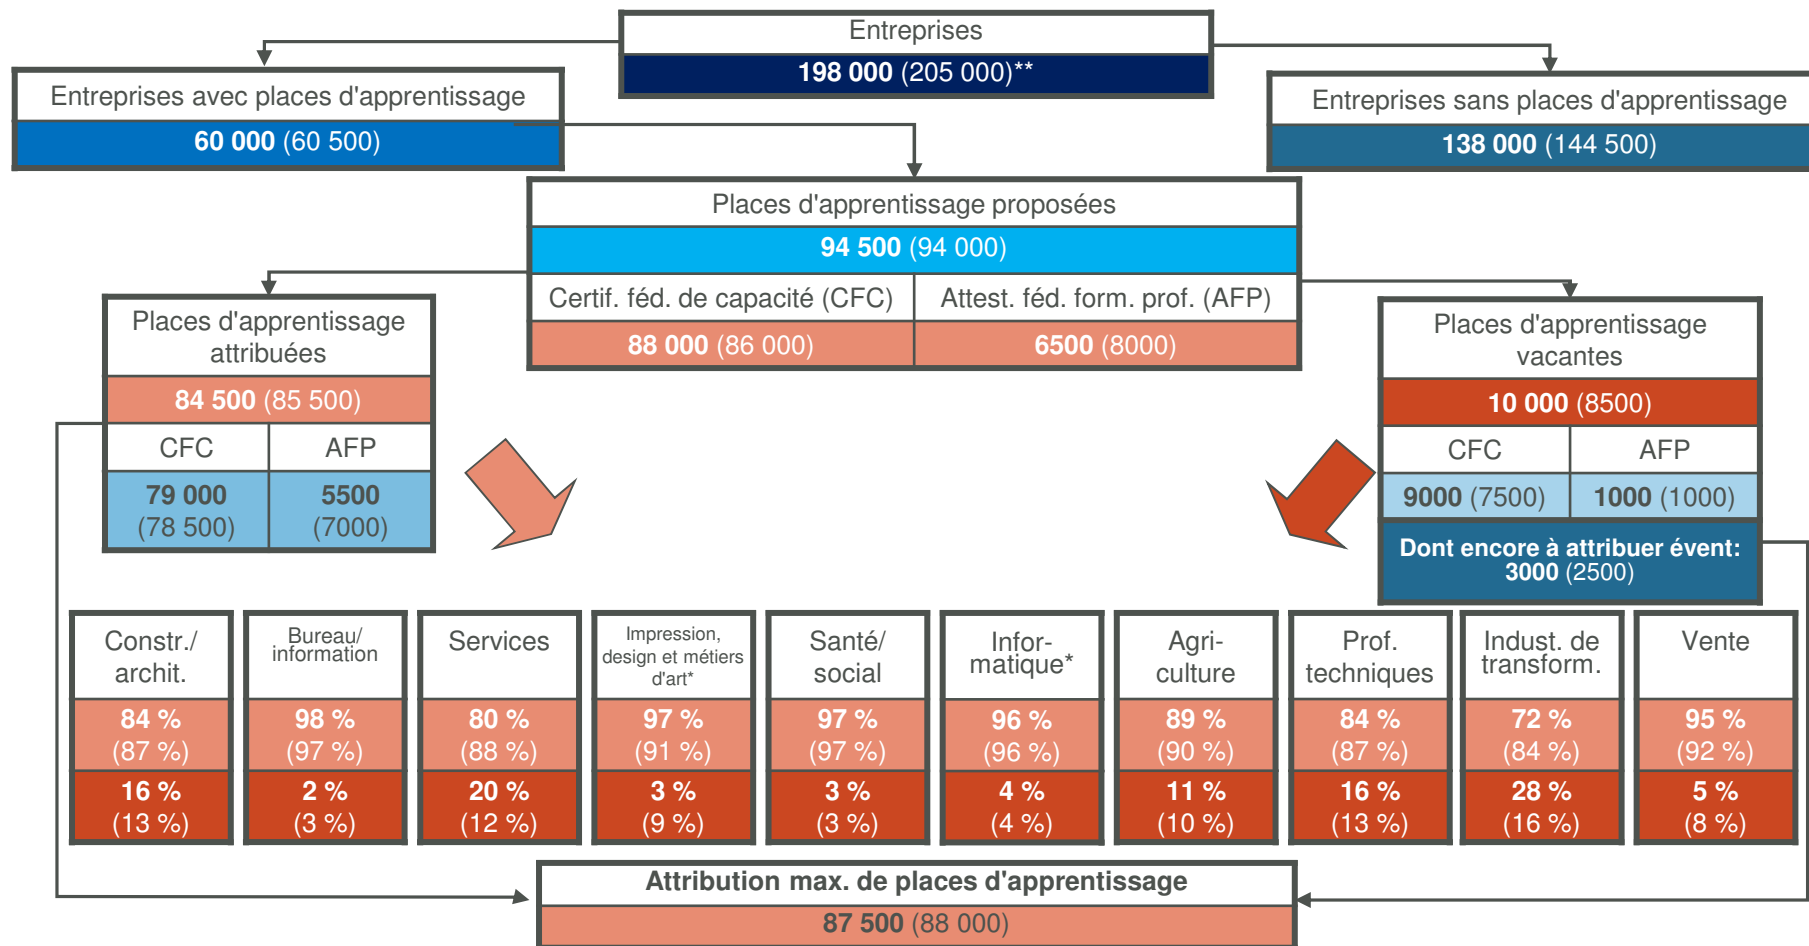 Entreprises
198 000 (205 000)**
Entreprises avec places d'apprentissage
60 000 (60 500)
Entreprises sans places d'apprentissage
138 000 (144 500)
Places d'apprentissage proposées
94 500 (94 000)
Certif. féd. de capacité (CFC)
Attest. féd. form. prof. (AFP)
88 000 (86 000)
6500 (8000)
Places d'apprentissage
attribuées
84 500 (85 500)
CFC
AFP
79 000
(78 500)
5500
(7000)
Places d'apprentissage
vacantes
10 000 (8500)
CFC
AFP
9000 (7500)
1000 (1000)
Dont encore à attribuer évent:
3000 (2500)
Constr./
archit.
84 %
(87 %)
16 %
(13 %)
Bureau/
information
98 %
(97 %)
2 %
(3 %)
Services
80 %
(88 %)
20 %
(12 %)
Impression,
design et métiers
d'art*
97 %
(91 %)
3 %
(9 %)
Santé/
social
97 %
(97 %)
3 %
(3 %)
Infor-
matique*
96 %
(96 %)
4 %
(4 %)
Agri-
culture
89 %
(90 %)
11 %
(10 %)
Prof.
techniques
84 %
(87 %)
16 %
(13 %)
Indust. de
transform.
72 %
(84 %)
28 %
(16 %)
Vente
95 %
(92 %)
5 %
(8 %)
Attribution max. de places d'apprentissage
87 500 (88 000)